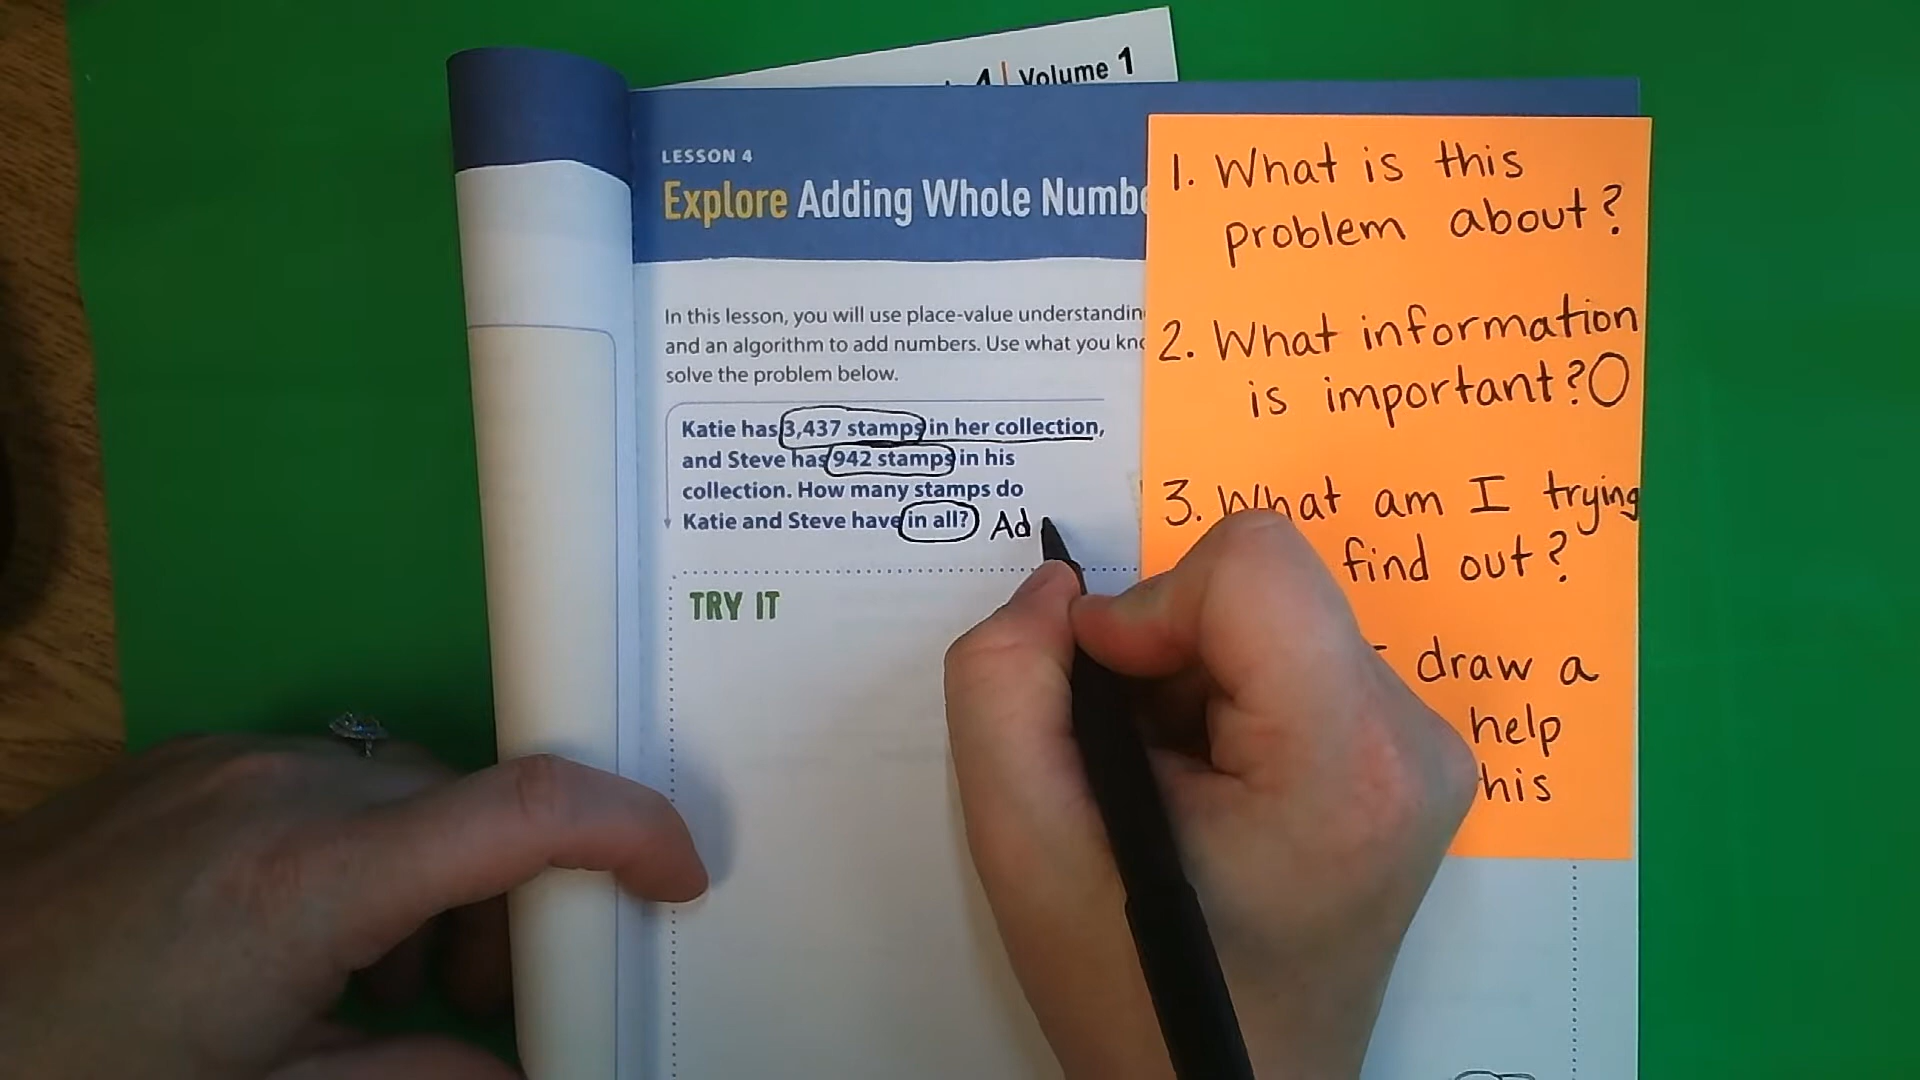 4 | Volume 1
LESSON 4
Explore Adding Whole
In this lesson, you will use place-value
and an algorithm to add numbers. Use what you
solve the problem below.
Katie has 3,437 stamps in her collection,
and Steve has 942 stamps in his
collection. How many stamps do
Katie and Steve have in all? Ad
TRY IT
1. What is this
problem about?
2. What information
is important?
3. What am I trying
find out?
draw a
help